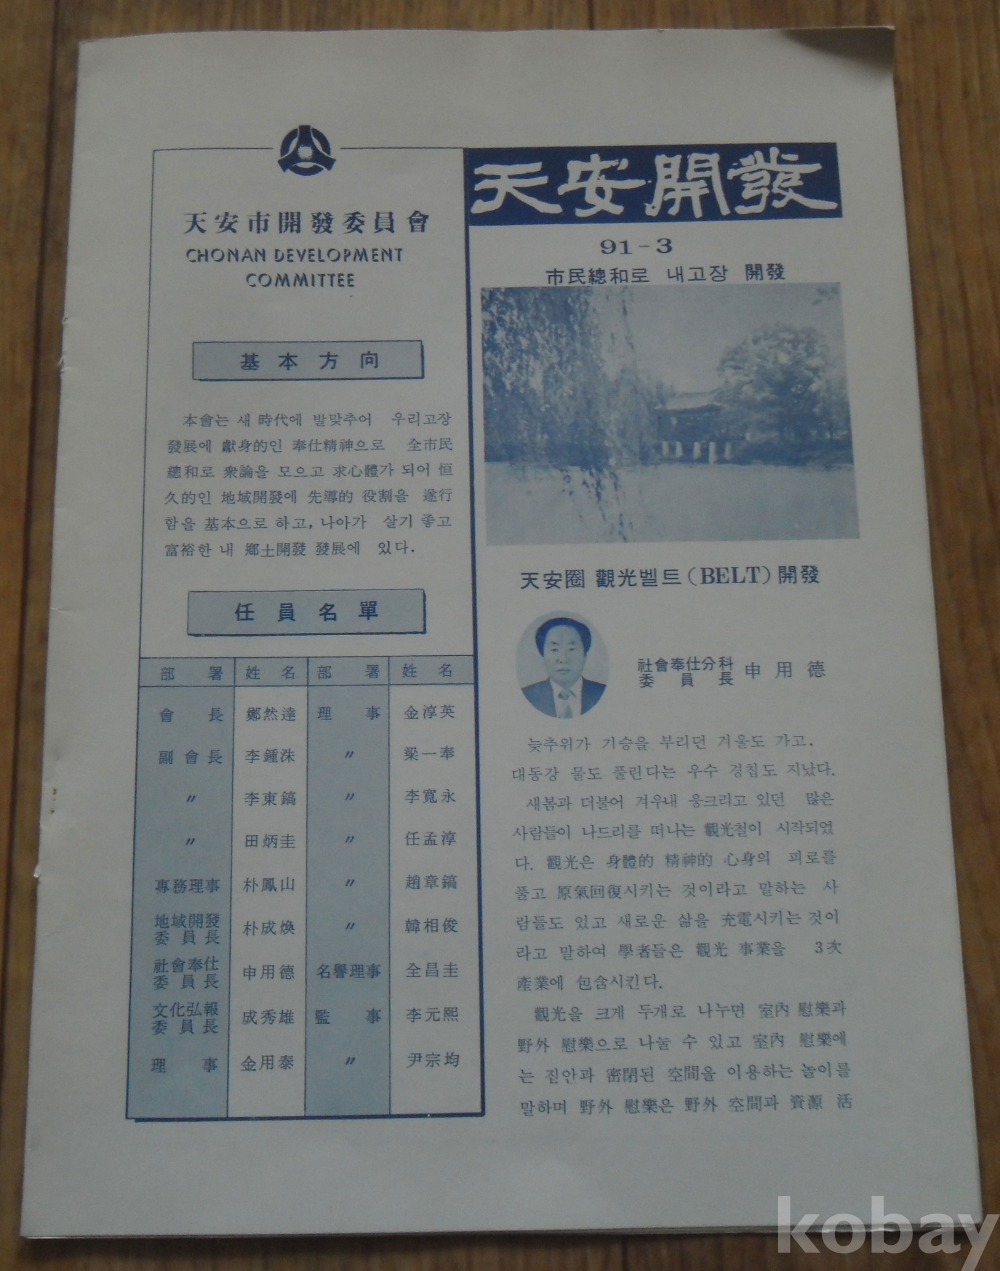 天安市開發委員會
CHONAN DEVELOPMENT
COMMITTEE
基本方向
本會는 새 時代에 발맞추어 우리고장
發展에 獻身的인 奉仕精神으로 全市民
總和로 衆論을 모으고 求心體가 되어 恒
久的인 地域開發에 先導的 役割을 遂行
함을 基本으로 하고, 나아가 살기 좋고
富裕한 내 鄕土開發 發展에 있다.
任員名單
部署 姓名 部署 姓名
會長 鄭然達 理事 金淳英
副會長 李鍾洙 〃 梁一奉
〃 李東鎬 〃 李寬永
〃 田炳圭 〃 任孟淳
專務理事 朴鳳山 〃 趙章鎬
地域開發
委員長 朴成煥 〃 韓相俊
社會奉仕
委員長 申用德 名譽理事 全昌圭
文化弘報
委員長 成秀雄 監事 李元熙
理事 金用泰 〃 尹宗均
天安開發
91-3
市民總和로 내고장 開發
天安圈 觀光벨트(BELT)開發
社會奉仕分科
委員長 申用德
늦추위가 기승을 부리던 겨울도 가고.
대동강 물도 풀린다는 우수 경칩도 지났다.
새봄과 더불어 겨우내 웅크리고 있던 많은
사람들이 나드리를 떠나는 觀光철이 시작되었
다. 觀光은 身體的 精神的 心身의 피로를
풀고 原氣回復시키는 것이라고 말하는 사
람들도 있고 새로운 삶을 充電시키는 것이
라고 말하여 學者들은 觀光 事業을 3次
產業에 包含시킨다.
觀光을 크게 두개로 나누면 室內 慰樂과
野外 慰樂으로 나눌 수 있고 室內 慰樂에
는 집안과 密閉된 空間을 이용하는 놀이를
말하며 野外 慰樂은 野外 空間과 資源 活
kobay